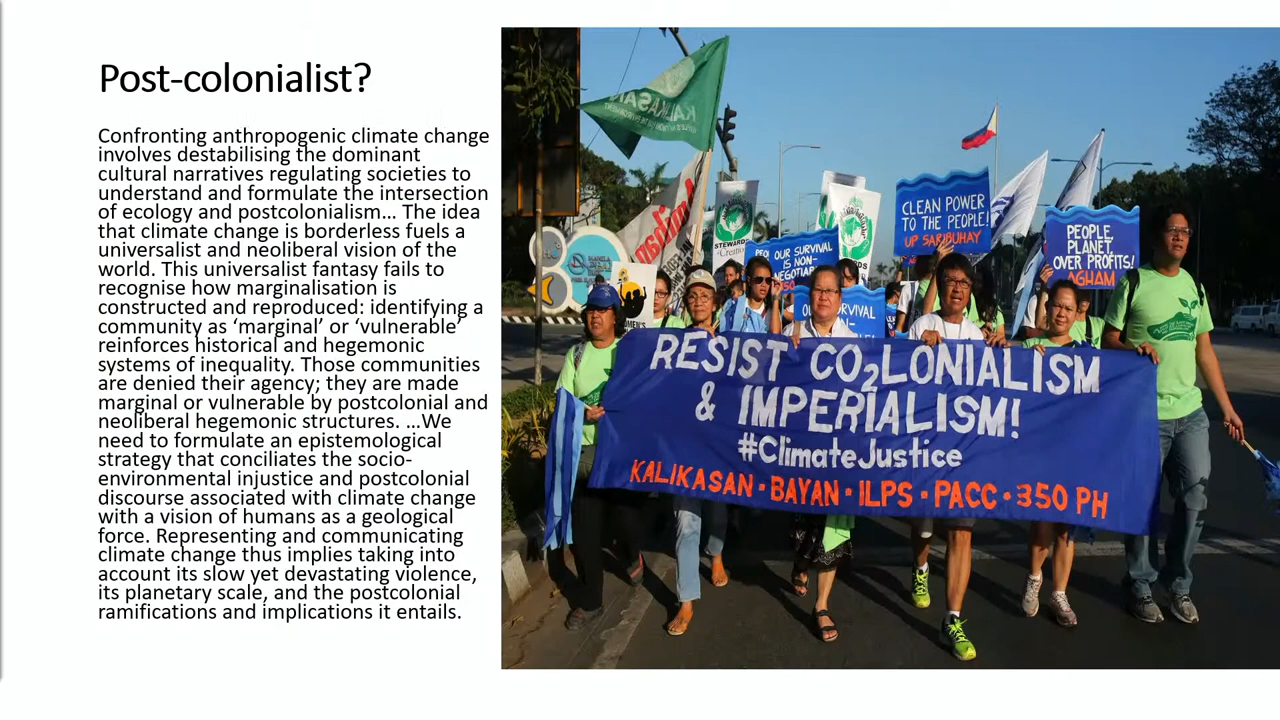 Post-colonialist?
Confronting anthropogenic climate change
involves destabilising the dominant
cultural narratives regulating societies to
understand and formulate the intersection
of ecology and postcolonialism... The idea
that climate change is borderless fuels a
universalist and neoliberal vision of the
world. This universalist fantasy fails to
recognise how marginalisation is
constructed and reproduced: identifying a
community as ‘marginal’ or ‘vulnerable’
reinforces historical and hegemonic
systems of inequality. Those communities
are denied their agency; they are made
marginal or vulnerable by postcolonial and
neoliberal hegemonic structures. ...We
need to formulate an epistemological
strategy that conciliates the socio-
environmental injustice and postcolonial
discourse associated with climate change
with a vision of humans as a geological
force. Representing and communicating
climate change thus implies taking into
account its slow yet devastating violence,
its planetary scale, and the postcolonial
ramifications and implications it entails.
KALIKASAN
STEWARDS
CLEAN POWER
TO THE PEOPLE!
UP SARIBUHAY
PEOPLE,
PLANET,
OVER PROFITS!
AGHAM
OUR SURVIVAL
IS NON-
RESIST CO₂LONIALISM
& IMPERIALISM!
#ClimateJustice
KALIKASAN · BAYAN · ILPS · PACC · 350 PH